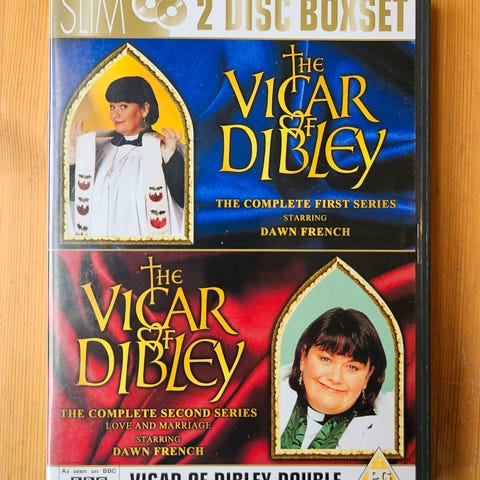 SLIM 2 DISC BOXSET
THE
VICAR
OF
DIBLEY
THE COMPLETE FIRST SERIES
STARRING
DAWN FRENCH
THE
VICAR
OF
DIBLEY
THE COMPLETE SECOND SERIES
LOVE AND MARRIAGE
STARRING
DAWN FRENCH
As seen on BBC
BBC
VICAR OF DIBLEY DOUBLE
PG